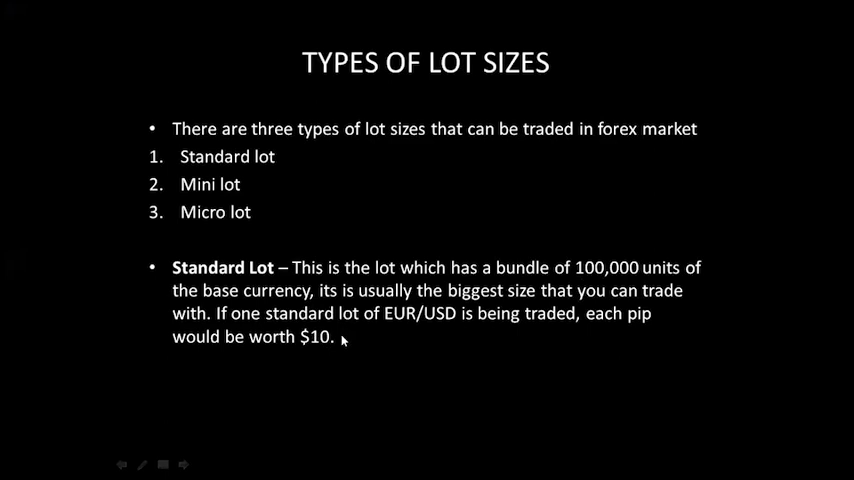 TYPES OF LOT SIZES
• There are three types of lot sizes that can be traded in forex market
1. Standard lot
2. Mini lot
3. Micro lot
• Standard Lot – This is the lot which has a bundle of 100,000 units of
the base currency, its is usually the biggest size that you can trade
with. If one standard lot of EUR/USD is being traded, each pip
would be worth $10.